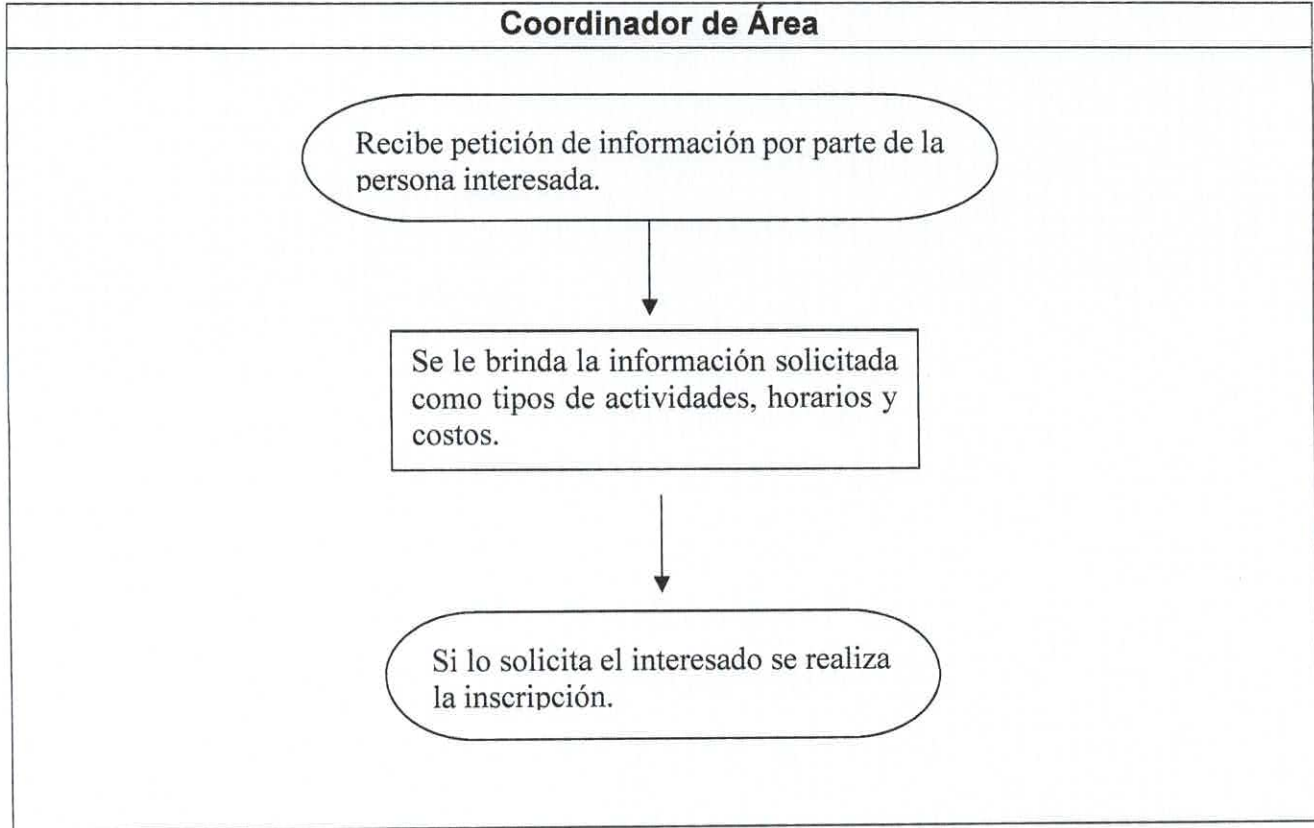 Coordinador de Área
Recibe petición de información por parte de la
persona interesada.
Se le brinda la información solicitada
como tipos de actividades, horarios y
costos.
Si lo solicita el interesado se realiza
la inscripción.